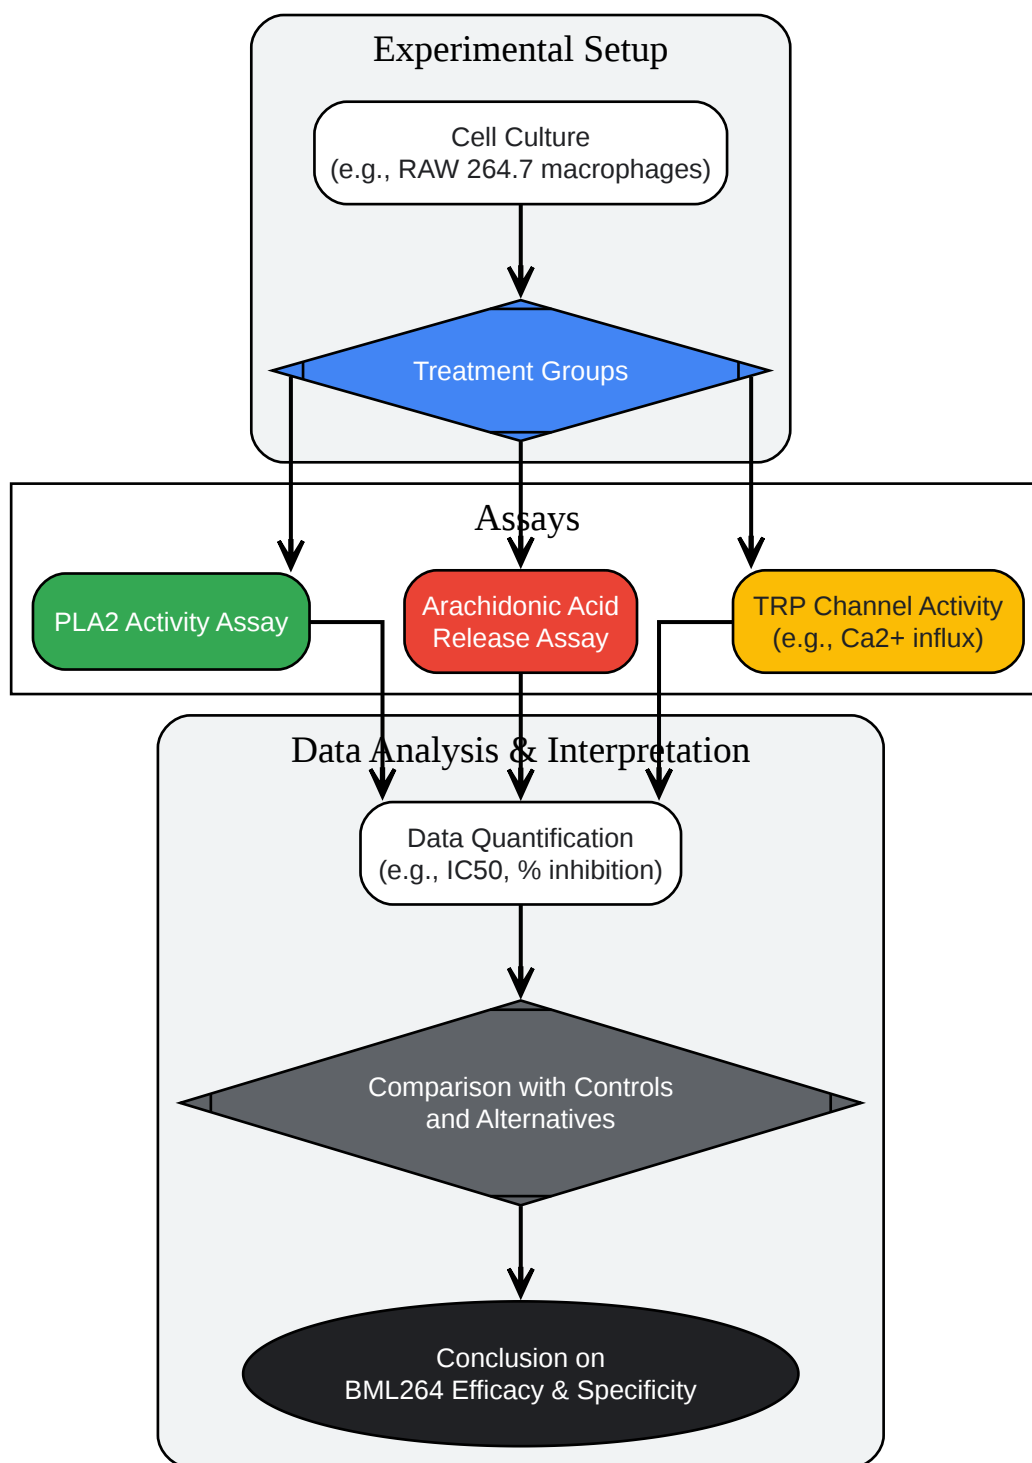 Experimental Setup
Cell Culture
(e.g., RAW 264.7 macrophages)
Treatment Groups
Assays
PLA2 Activity Assay
Arachidonic Acid
Release Assay
TRP Channel Activity
(e.g., Ca2+ influx)
Data Analysis & Interpretation
Data Quantification
(e.g., IC50, % inhibition)
Comparison with Controls
and Alternatives
Conclusion on
BML264 Efficacy & Specificity